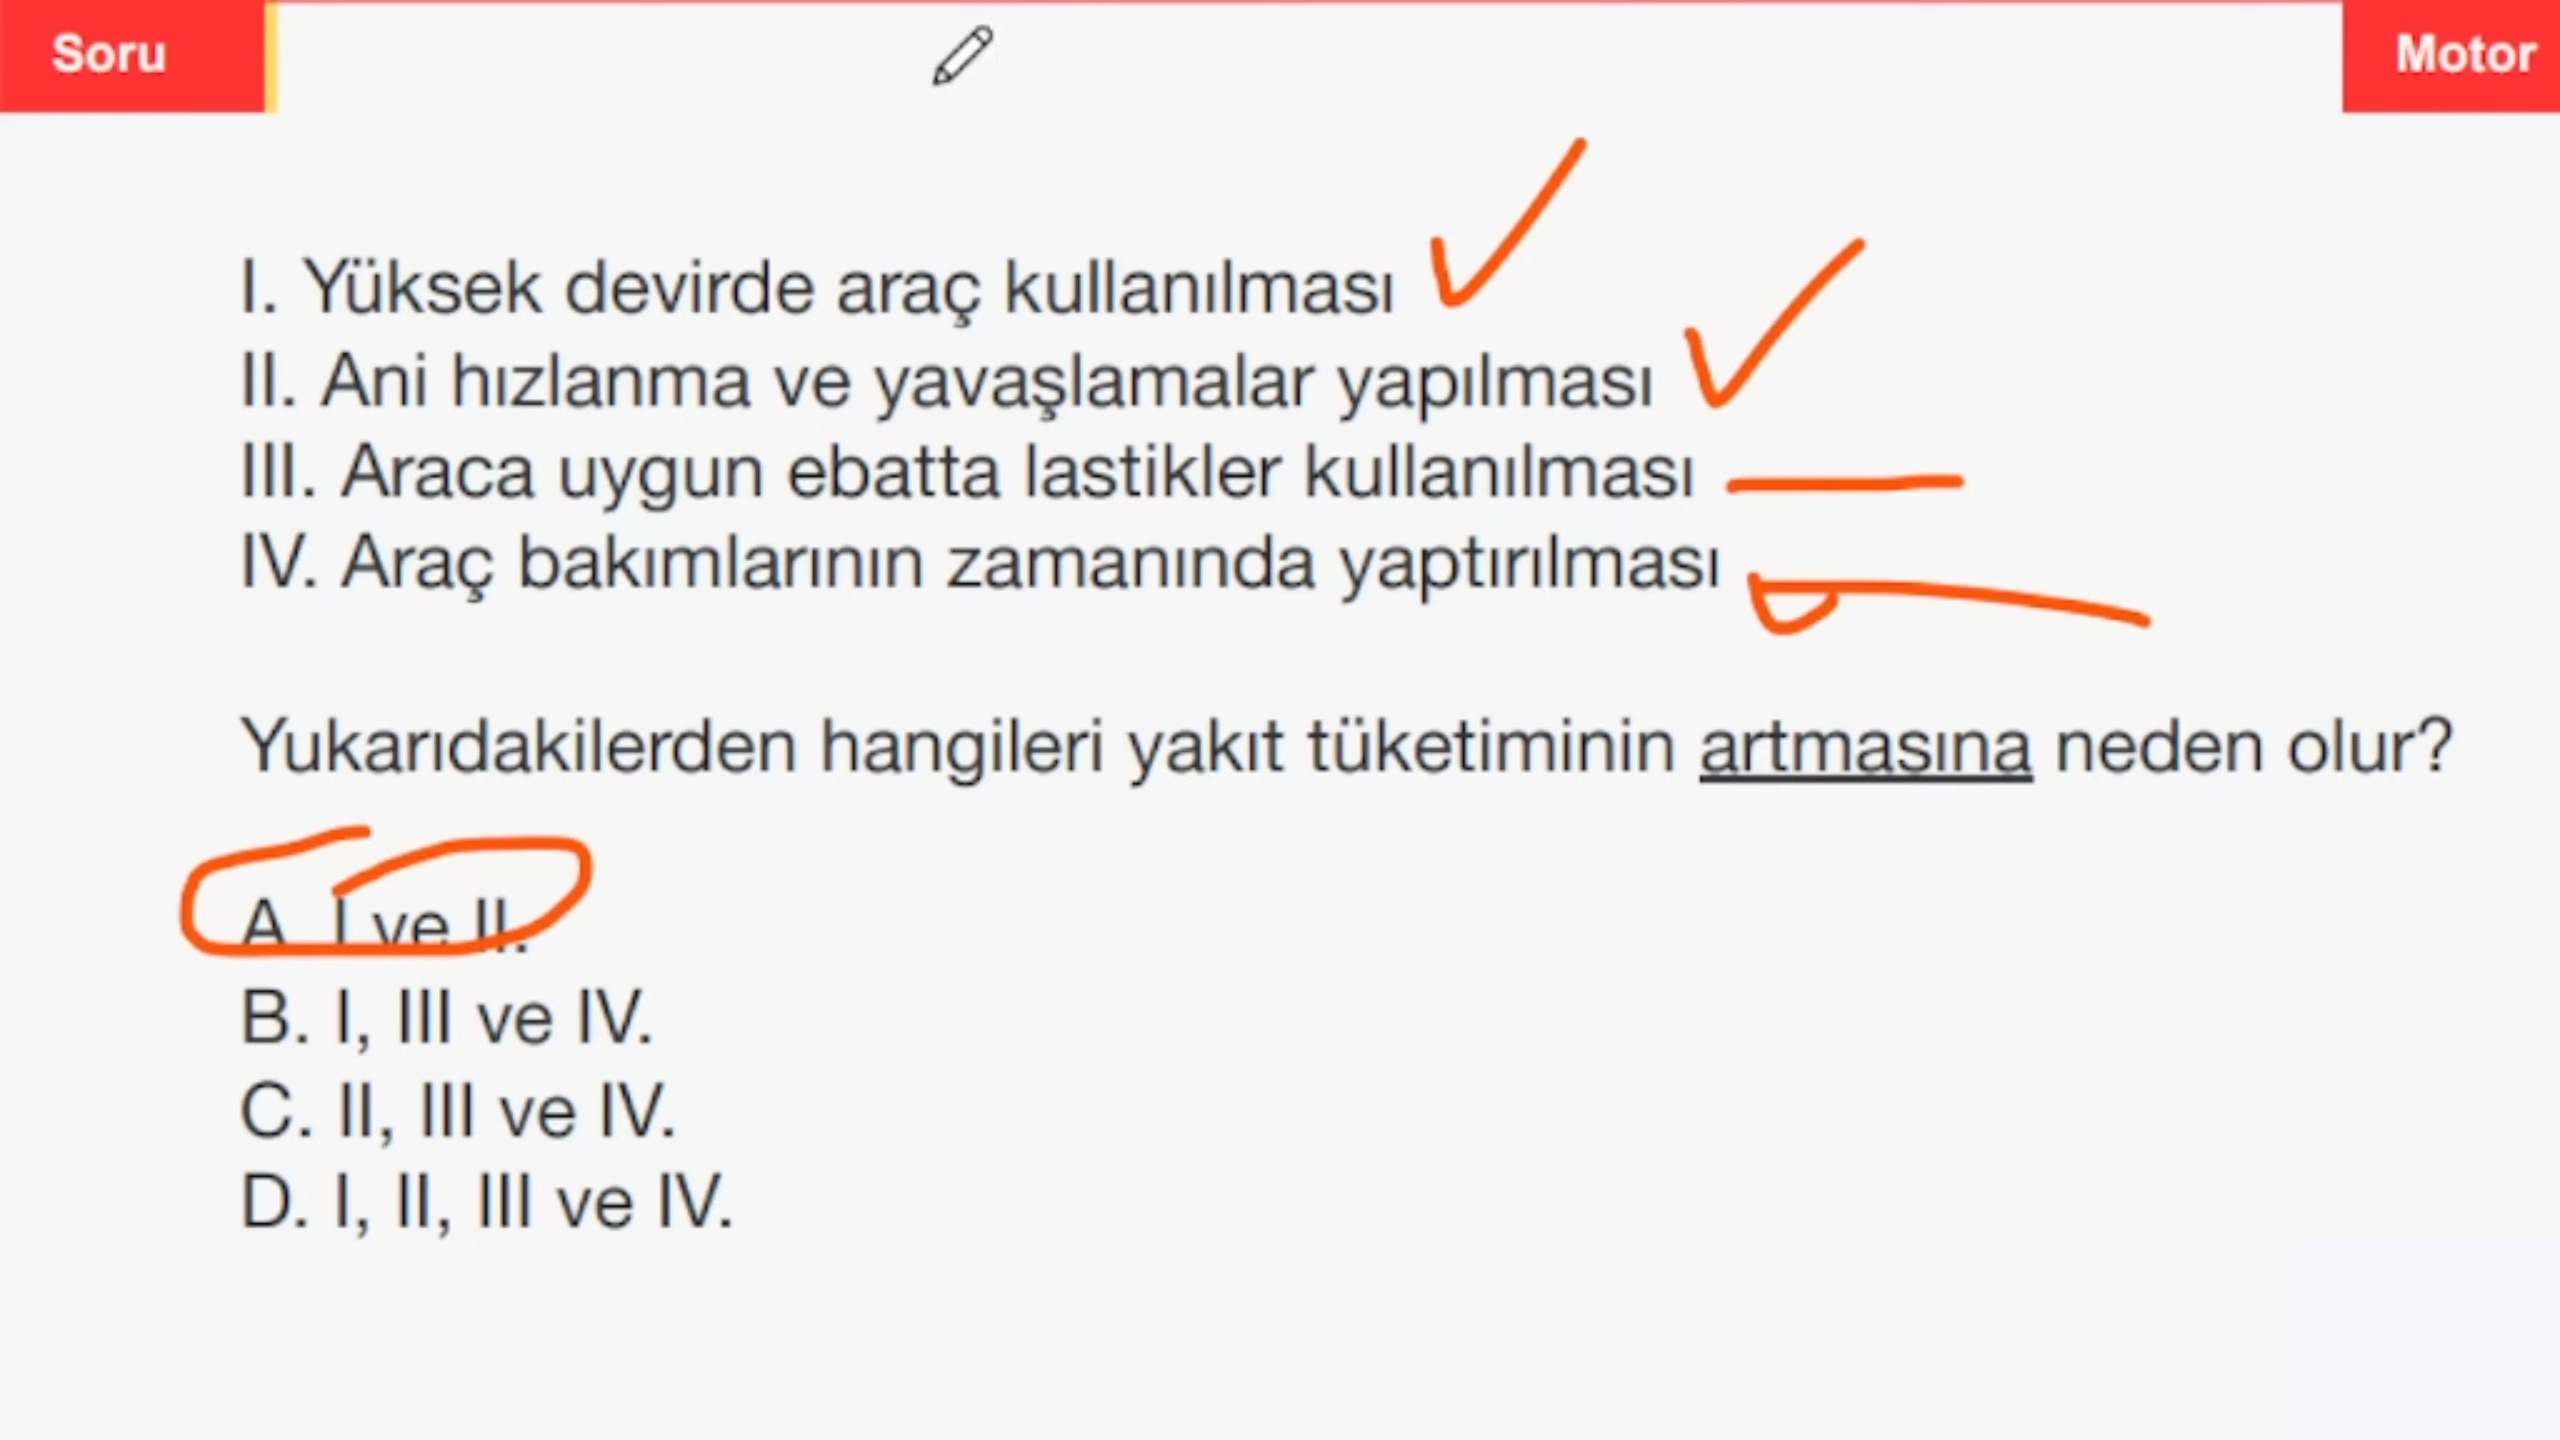 Soru
Motor
I. Yüksek devirde araç kullanılması
II. Ani hızlanma ve yavaşlamalar yapılması
III. Araca uygun ebatta lastikler kullanılması
IV. Araç bakımlarının zamanında yaptırılması
Yukarıdakilerden hangileri yakıt tüketiminin artmasına neden olur?
A. I ve II.
B. I, III ve IV.
C. II, III ve IV.
D. I, II, III ve IV.